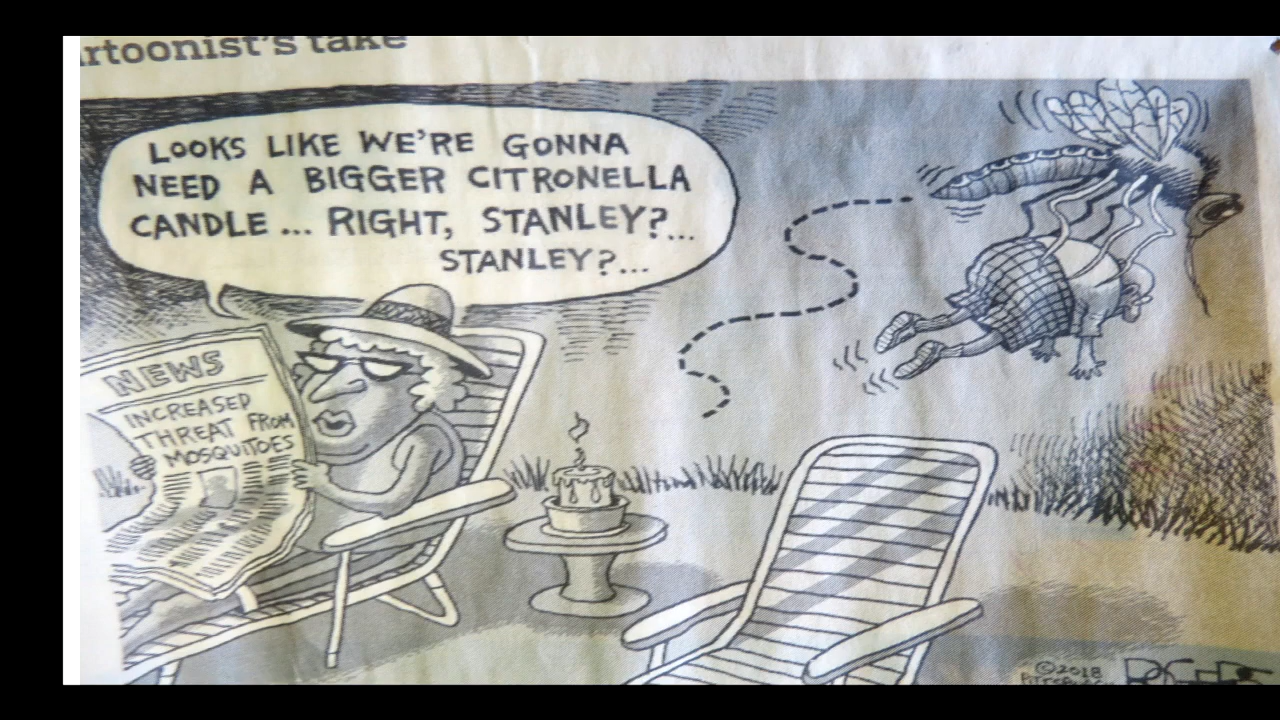 rtoonist's take
LOOKS LIKE WE'RE GONNA
NEED A BIGGER CITRONELLA
CANDLE... RIGHT, STANLEY?...
STANLEY?...
NEWS
INCREASED
THREAT FROM
MOSQUITOES
©2018
ROGERS